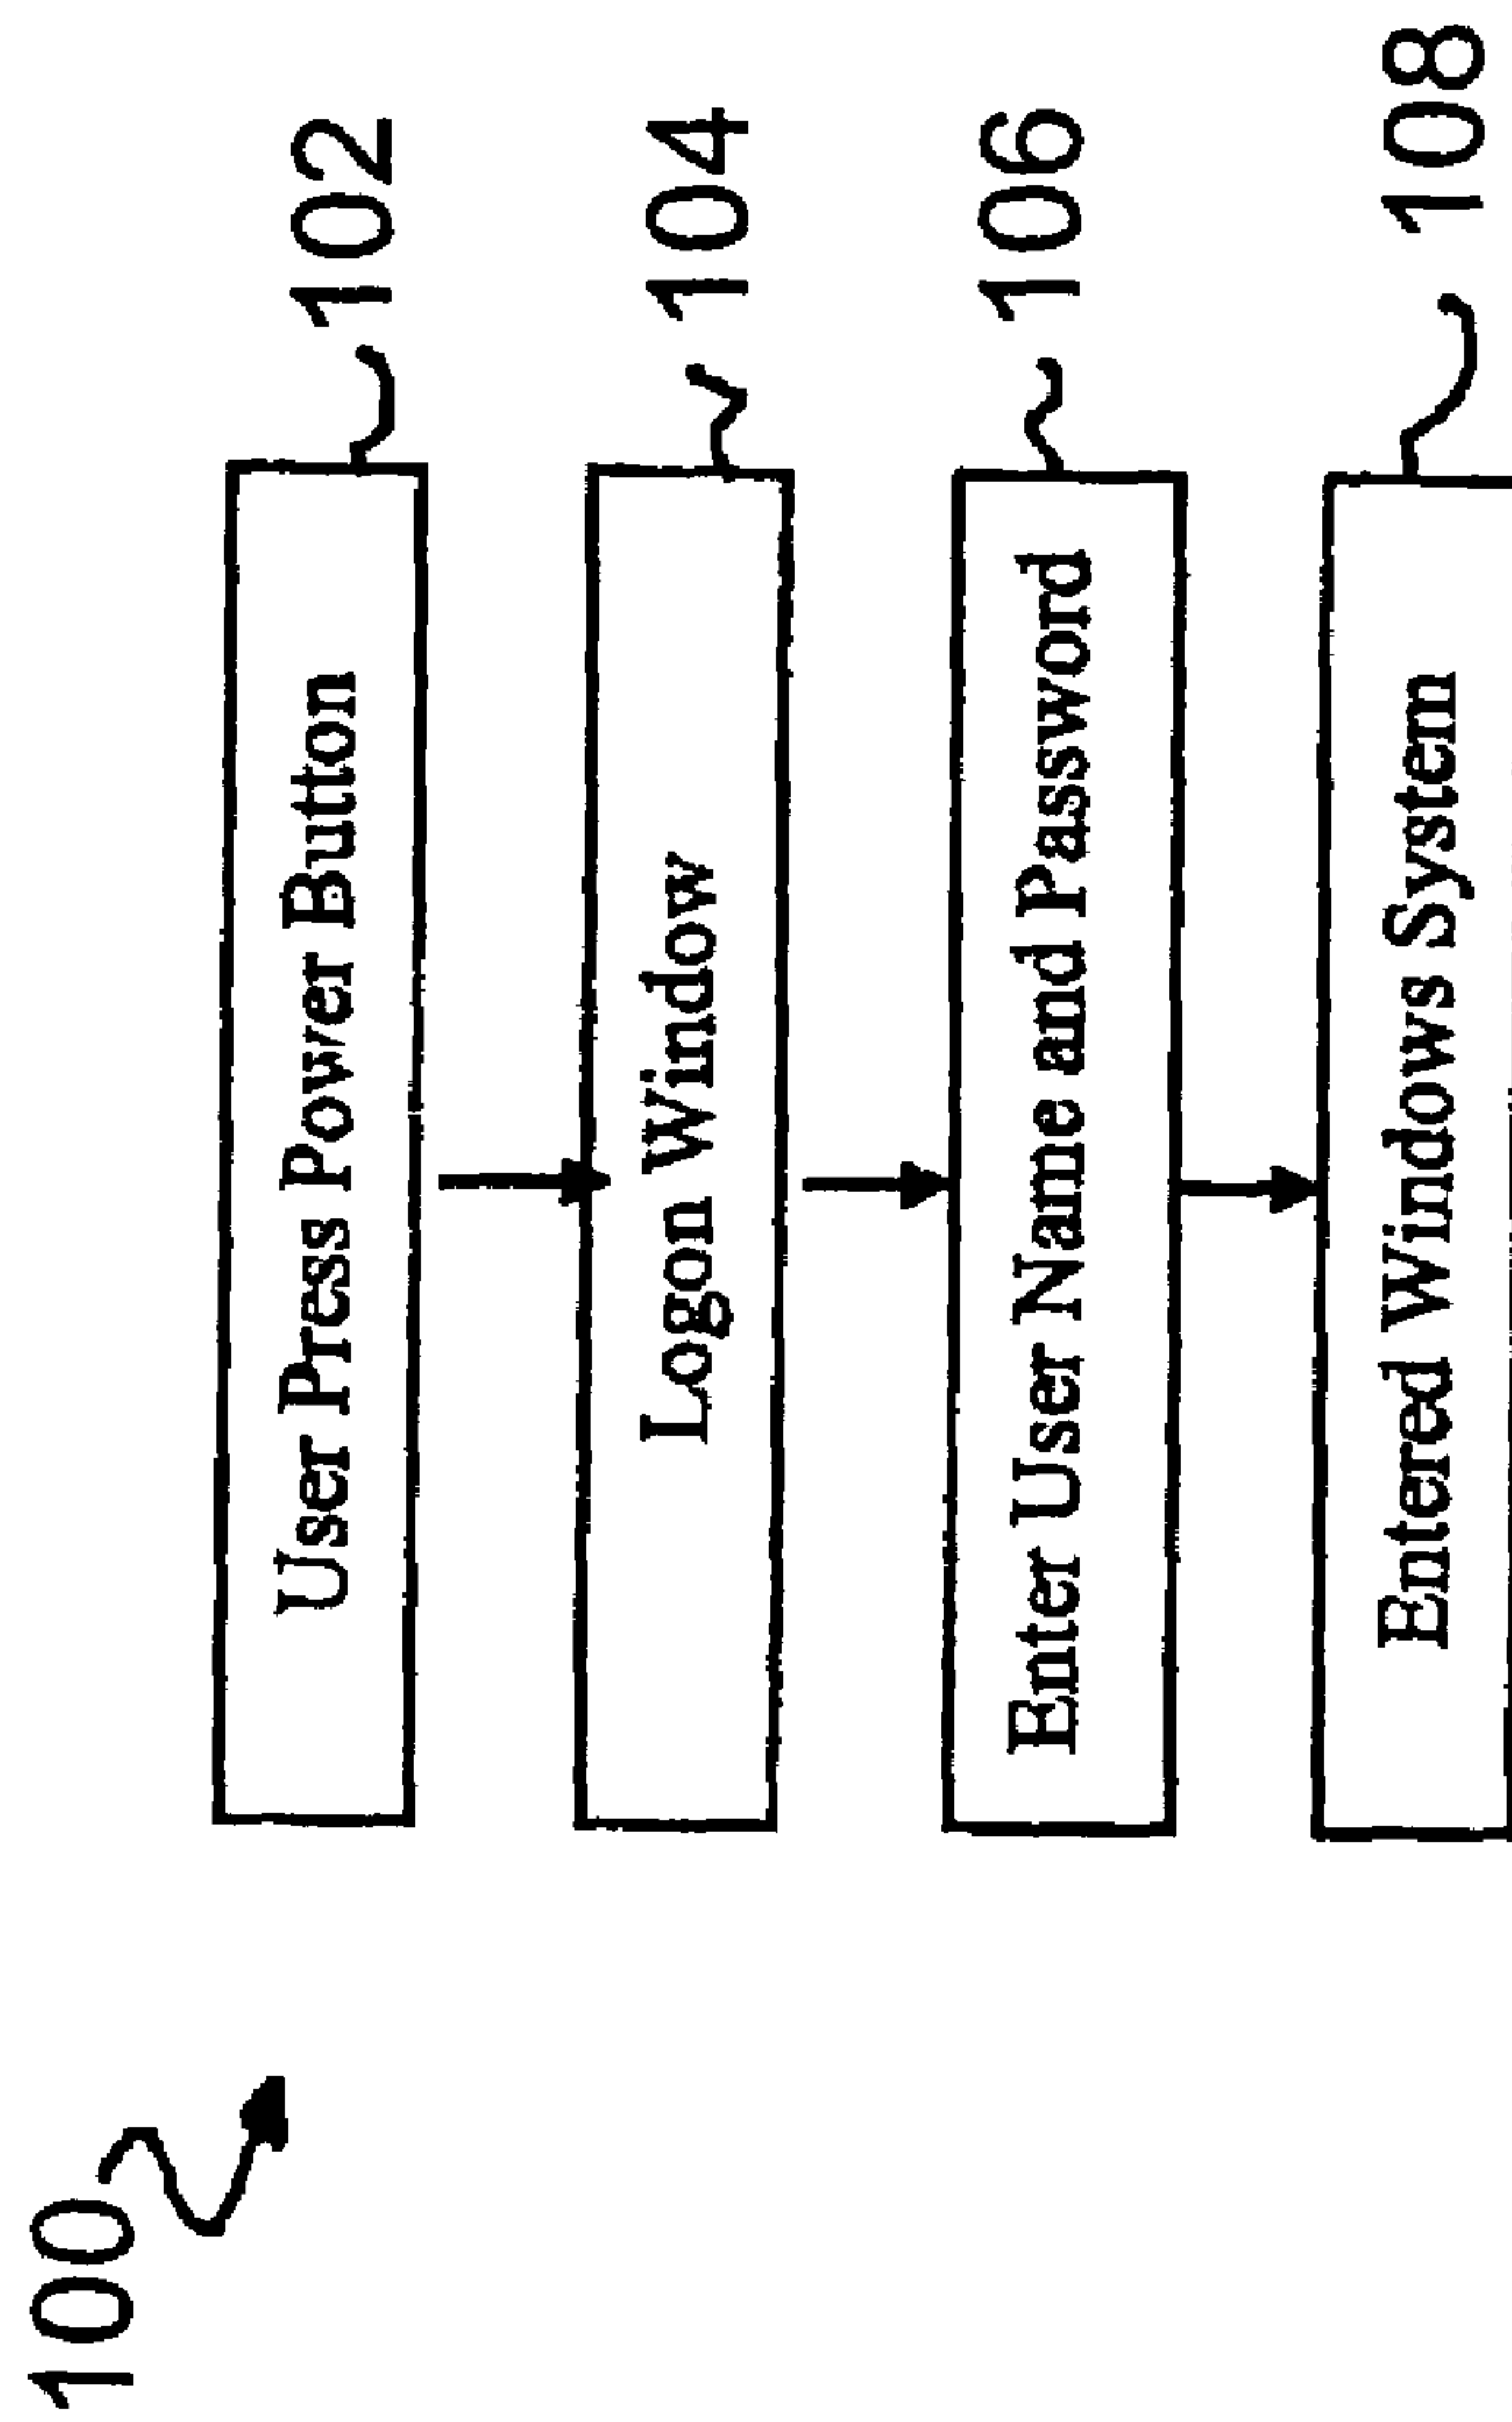 100
User Press Power Button
102
Logon Window
104
Enter User Name and Password
106
Entered Windows System
108